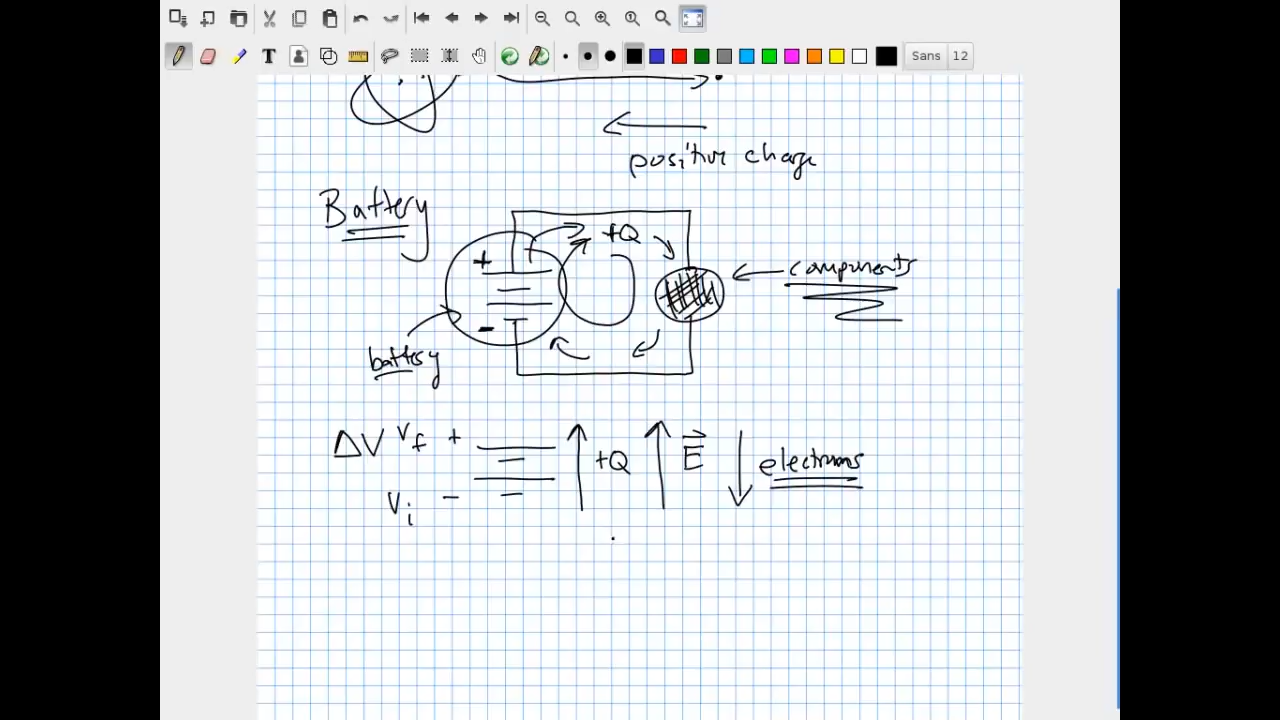 Sans 12
positive charge
Battery
+Q
+
components
-
battery
ΔV Vf +
+Q E electrons
Vi -